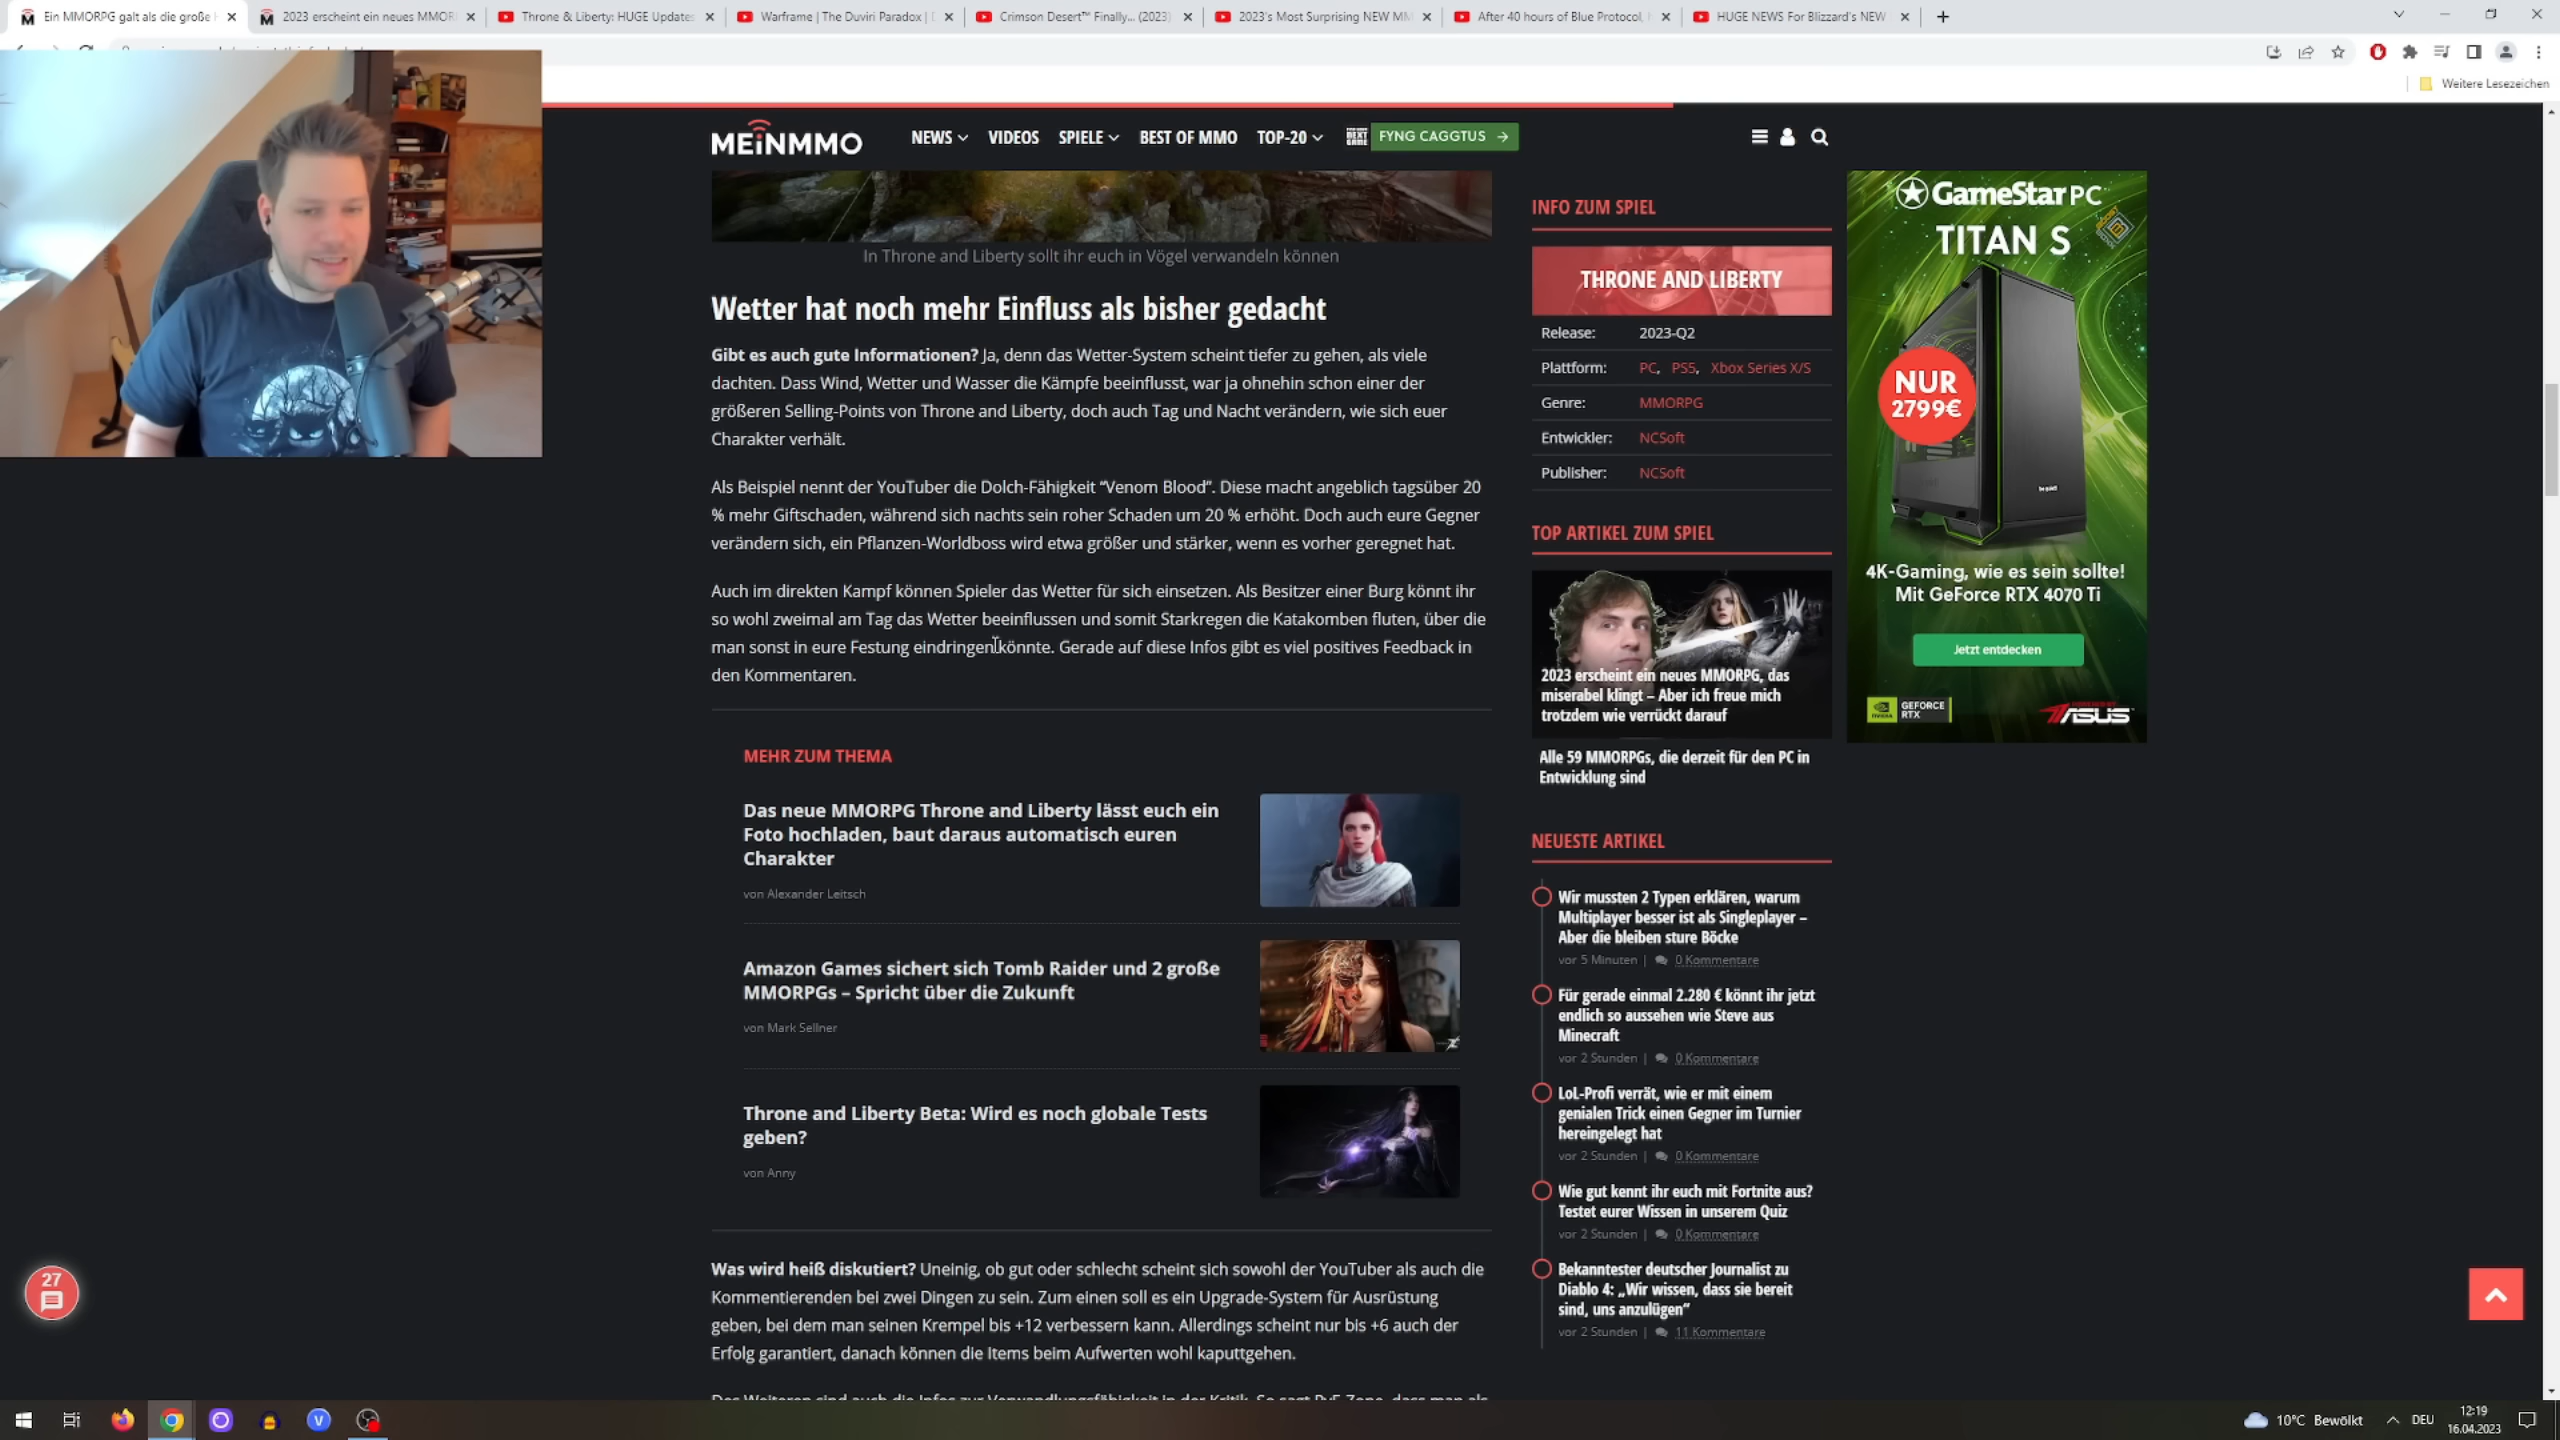 Ein MMORPG galt als die große
2023 erscheint ein neues MMOR
Throne & Liberty: HUGE Updates
Warframe | The Duviri Paradox |
Crimson Desert™ Finally... (2023)
2023's Most Surprising NEW MM
After 40 hours of Blue Protocol,
HUGE NEWS For Blizzard's NEW
Weitere Lesezeichen
MEiNMMO
NEWS
VIDEOS
SPIELE
BEST OF MMO
TOP-20
FYNG CAGGTUS →
In Throne and Liberty sollt ihr euch in Vögel verwandeln können
Wetter hat noch mehr Einfluss als bisher gedacht
Gibt es auch gute Informationen? Ja, denn das Wetter-System scheint tiefer zu gehen, als viele
dachten. Dass Wind, Wetter und Wasser die Kämpfe beeinflusst, war ja ohnehin schon einer der
größeren Selling-Points von Throne and Liberty, doch auch Tag und Nacht verändern, wie sich euer
Charakter verhält.
Als Beispiel nennt der YouTuber die Dolch-Fähigkeit “Venom Blood”. Diese macht angeblich tagsüber 20
% mehr Giftschaden, während sich nachts sein roher Schaden um 20 % erhöht. Doch auch eure Gegner
verändern sich, ein Pflanzen-Worldboss wird etwa größer und stärker, wenn es vorher geregnet hat.
Auch im direkten Kampf können Spieler das Wetter für sich einsetzen. Als Besitzer einer Burg könnt ihr
so wohl zweimal am Tag das Wetter beeinflussen und somit Starkregen die Katakomben fluten, über die
man sonst in eure Festung eindringen könnte. Gerade auf diese Infos gibt es viel positives Feedback in
den Kommentaren.
MEHR ZUM THEMA
Das neue MMORPG Throne and Liberty lässt euch ein
Foto hochladen, baut daraus automatisch euren
Charakter
von Alexander Leitsch
Amazon Games sichert sich Tomb Raider und 2 große
MMORPGs – Spricht über die Zukunft
von Mark Sellner
Throne and Liberty Beta: Wird es noch globale Tests
geben?
von Anny
Was wird heiß diskutiert? Uneinig, ob gut oder schlecht scheint sich sowohl der YouTuber als auch die
Kommentierenden bei zwei Dingen zu sein. Zum einen soll es ein Upgrade-System für Ausrüstung
geben, bei dem man seinen Krempel bis +12 verbessern kann. Allerdings scheint nur bis +6 auch der
Erfolg garantiert, danach können die Items beim Aufwerten wohl kaputtgehen.
INFO ZUM SPIEL
THRONE AND LIBERTY
Release: 2023-Q2
Plattform: PC, PS5, Xbox Series X/S
Genre: MMORPG
Entwickler: NCSoft
Publisher: NCSoft
TOP ARTIKEL ZUM SPIEL
2023 erscheint ein neues MMORPG, das
miserabel klingt – Aber ich freue mich
trotzdem wie verrückt darauf
Alle 59 MMORPGs, die derzeit für den PC in
Entwicklung sind
NEUESTE ARTIKEL
Wir mussten 2 Typen erklären, warum
Multiplayer besser ist als Singleplayer –
Aber die bleiben sture Böcke
vor 5 Minuten | 0 Kommentare
Für gerade einmal 2.280 € könnt ihr jetzt
endlich so aussehen wie Steve aus
Minecraft
vor 2 Stunden | 0 Kommentare
LoL-Profi verrät, wie er mit einem
genialen Trick einen Gegner im Turnier
hereingelegt hat
vor 2 Stunden | 0 Kommentare
Wie gut kennt ihr euch mit Fortnite aus?
Testet eurer Wissen in unserem Quiz
vor 2 Stunden | 0 Kommentare
Bekanntester deutscher Journalist zu
Diablo 4: „Wir wissen, dass sie bereit
sind, uns anzulügen“
vor 2 Stunden | 11 Kommentare
GameStar PC
TITAN S
NUR
2799€
4K-Gaming, wie es sein sollte!
Mit GeForce RTX 4070 Ti
Jetzt entdecken
GEFORCE
RTX
ASUS
27
10°C Bewölkt
DEU
12:19
16.04.2023